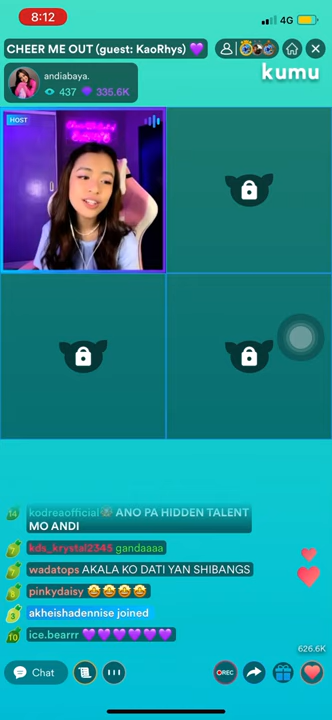 8:12
4G
CHEER ME OUT (guest: KaoRhys) 💜
kumu
andiabaya.
437 335.6K
HOST
14 kodreaofficial ANO PA HIDDEN TALENT
MO ANDI
kds_krystal2345 gandaaaa
wadatops AKALA KO DATI YAN SHIBANGS
pinkydaisy 🤩🤩🤩🤩
akheishadennise joined
10 ice.bearrr 💜💜💜💜💜💜
626.6K
Chat
REC